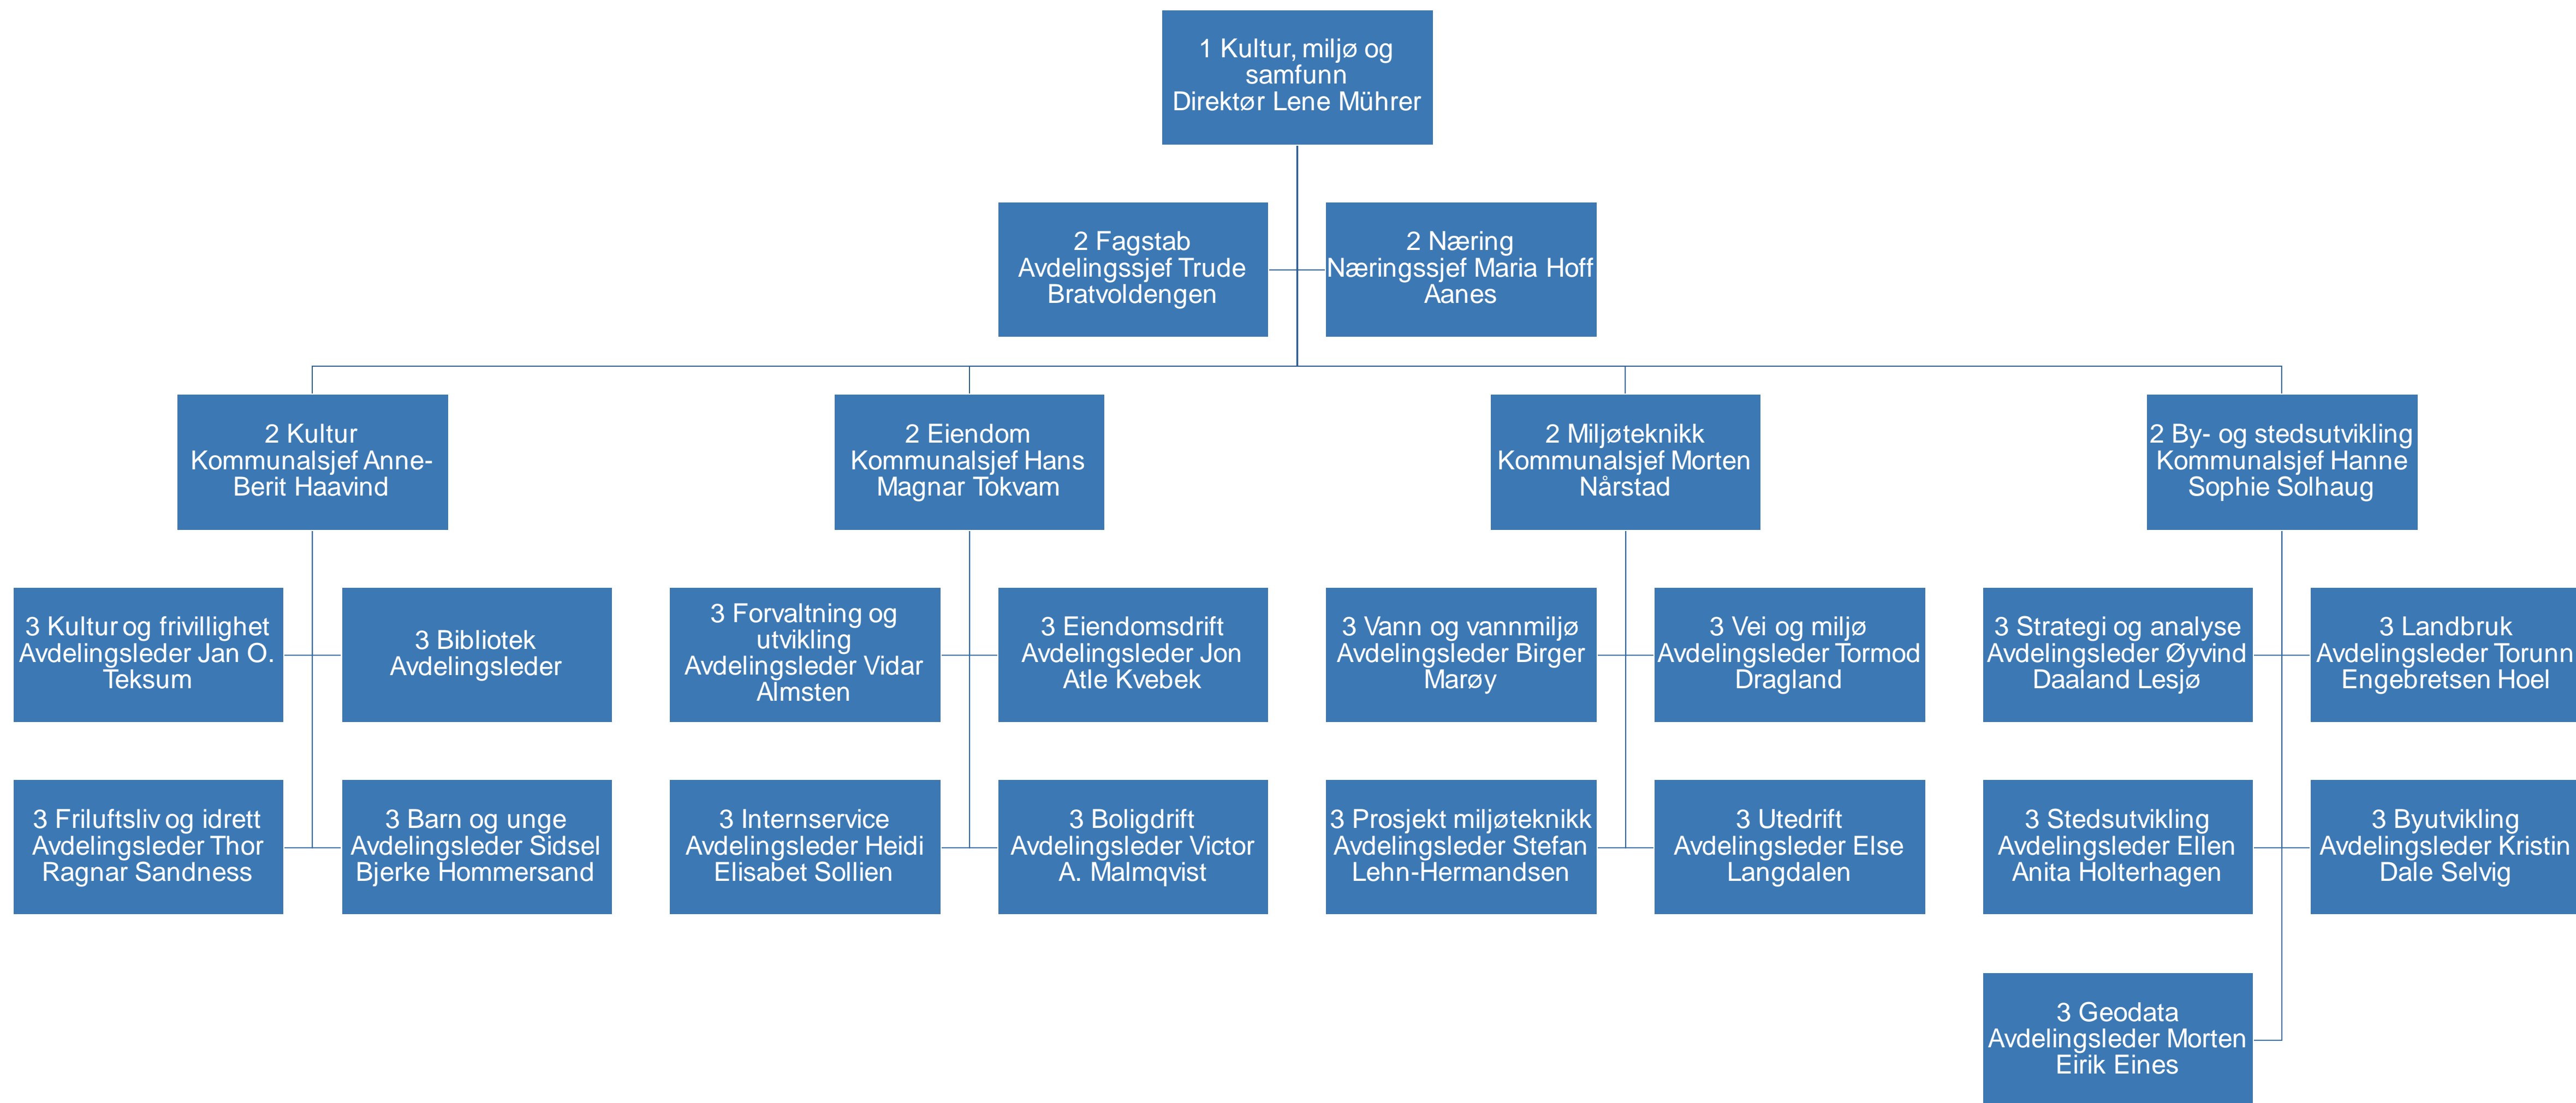 1 Kultur, miljø og
samfunn
Direktør Lene Mührer
2 Fagstab
Avdelingssjef Trude
Bratvoldengen
2 Næring
Næringssjef Maria Hoff
Aanes
2 Kultur
Kommunalsjef Anne-
Berit Haavind
2 Eiendom
Kommunalsjef Hans
Magnar Tokvam
2 Miljøteknikk
Kommunalsjef Morten
Nårstad
2 By- og stedsutvikling
Kommunalsjef Hanne
Sophie Solhaug
3 Kultur og frivillighet
Avdelingsleder Jan O.
Teksum
3 Bibliotek
Avdelingsleder
3 Forvaltning og
utvikling
Avdelingsleder Vidar
Almsten
3 Eiendomsdrift
Avdelingsleder Jon
Atle Kvebek
3 Vann og vannmiljø
Avdelingsleder Birger
Marøy
3 Vei og miljø
Avdelingsleder Tormod
Dragland
3 Strategi og analyse
Avdelingsleder Øyvind
Daaland Lesjø
3 Landbruk
Avdelingsleder Torunn
Engebretsen Hoel
3 Friluftsliv og idrett
Avdelingsleder Thor
Ragnar Sandness
3 Barn og unge
Avdelingsleder Sidsel
Bjerke Hommersand
3 Internservice
Avdelingsleder Heidi
Elisabet Sollien
3 Boligdrift
Avdelingsleder Victor
A. Malmqvist
3 Prosjekt miljøteknikk
Avdelingsleder Stefan
Lehn-Hermandsen
3 Utedrift
Avdelingsleder Else
Langdalen
3 Stedsutvikling
Avdelingsleder Ellen
Anita Holterhagen
3 Byutvikling
Avdelingsleder Kristin
Dale Selvig
3 Geodata
Avdelingsleder Morten
Eirik Eines